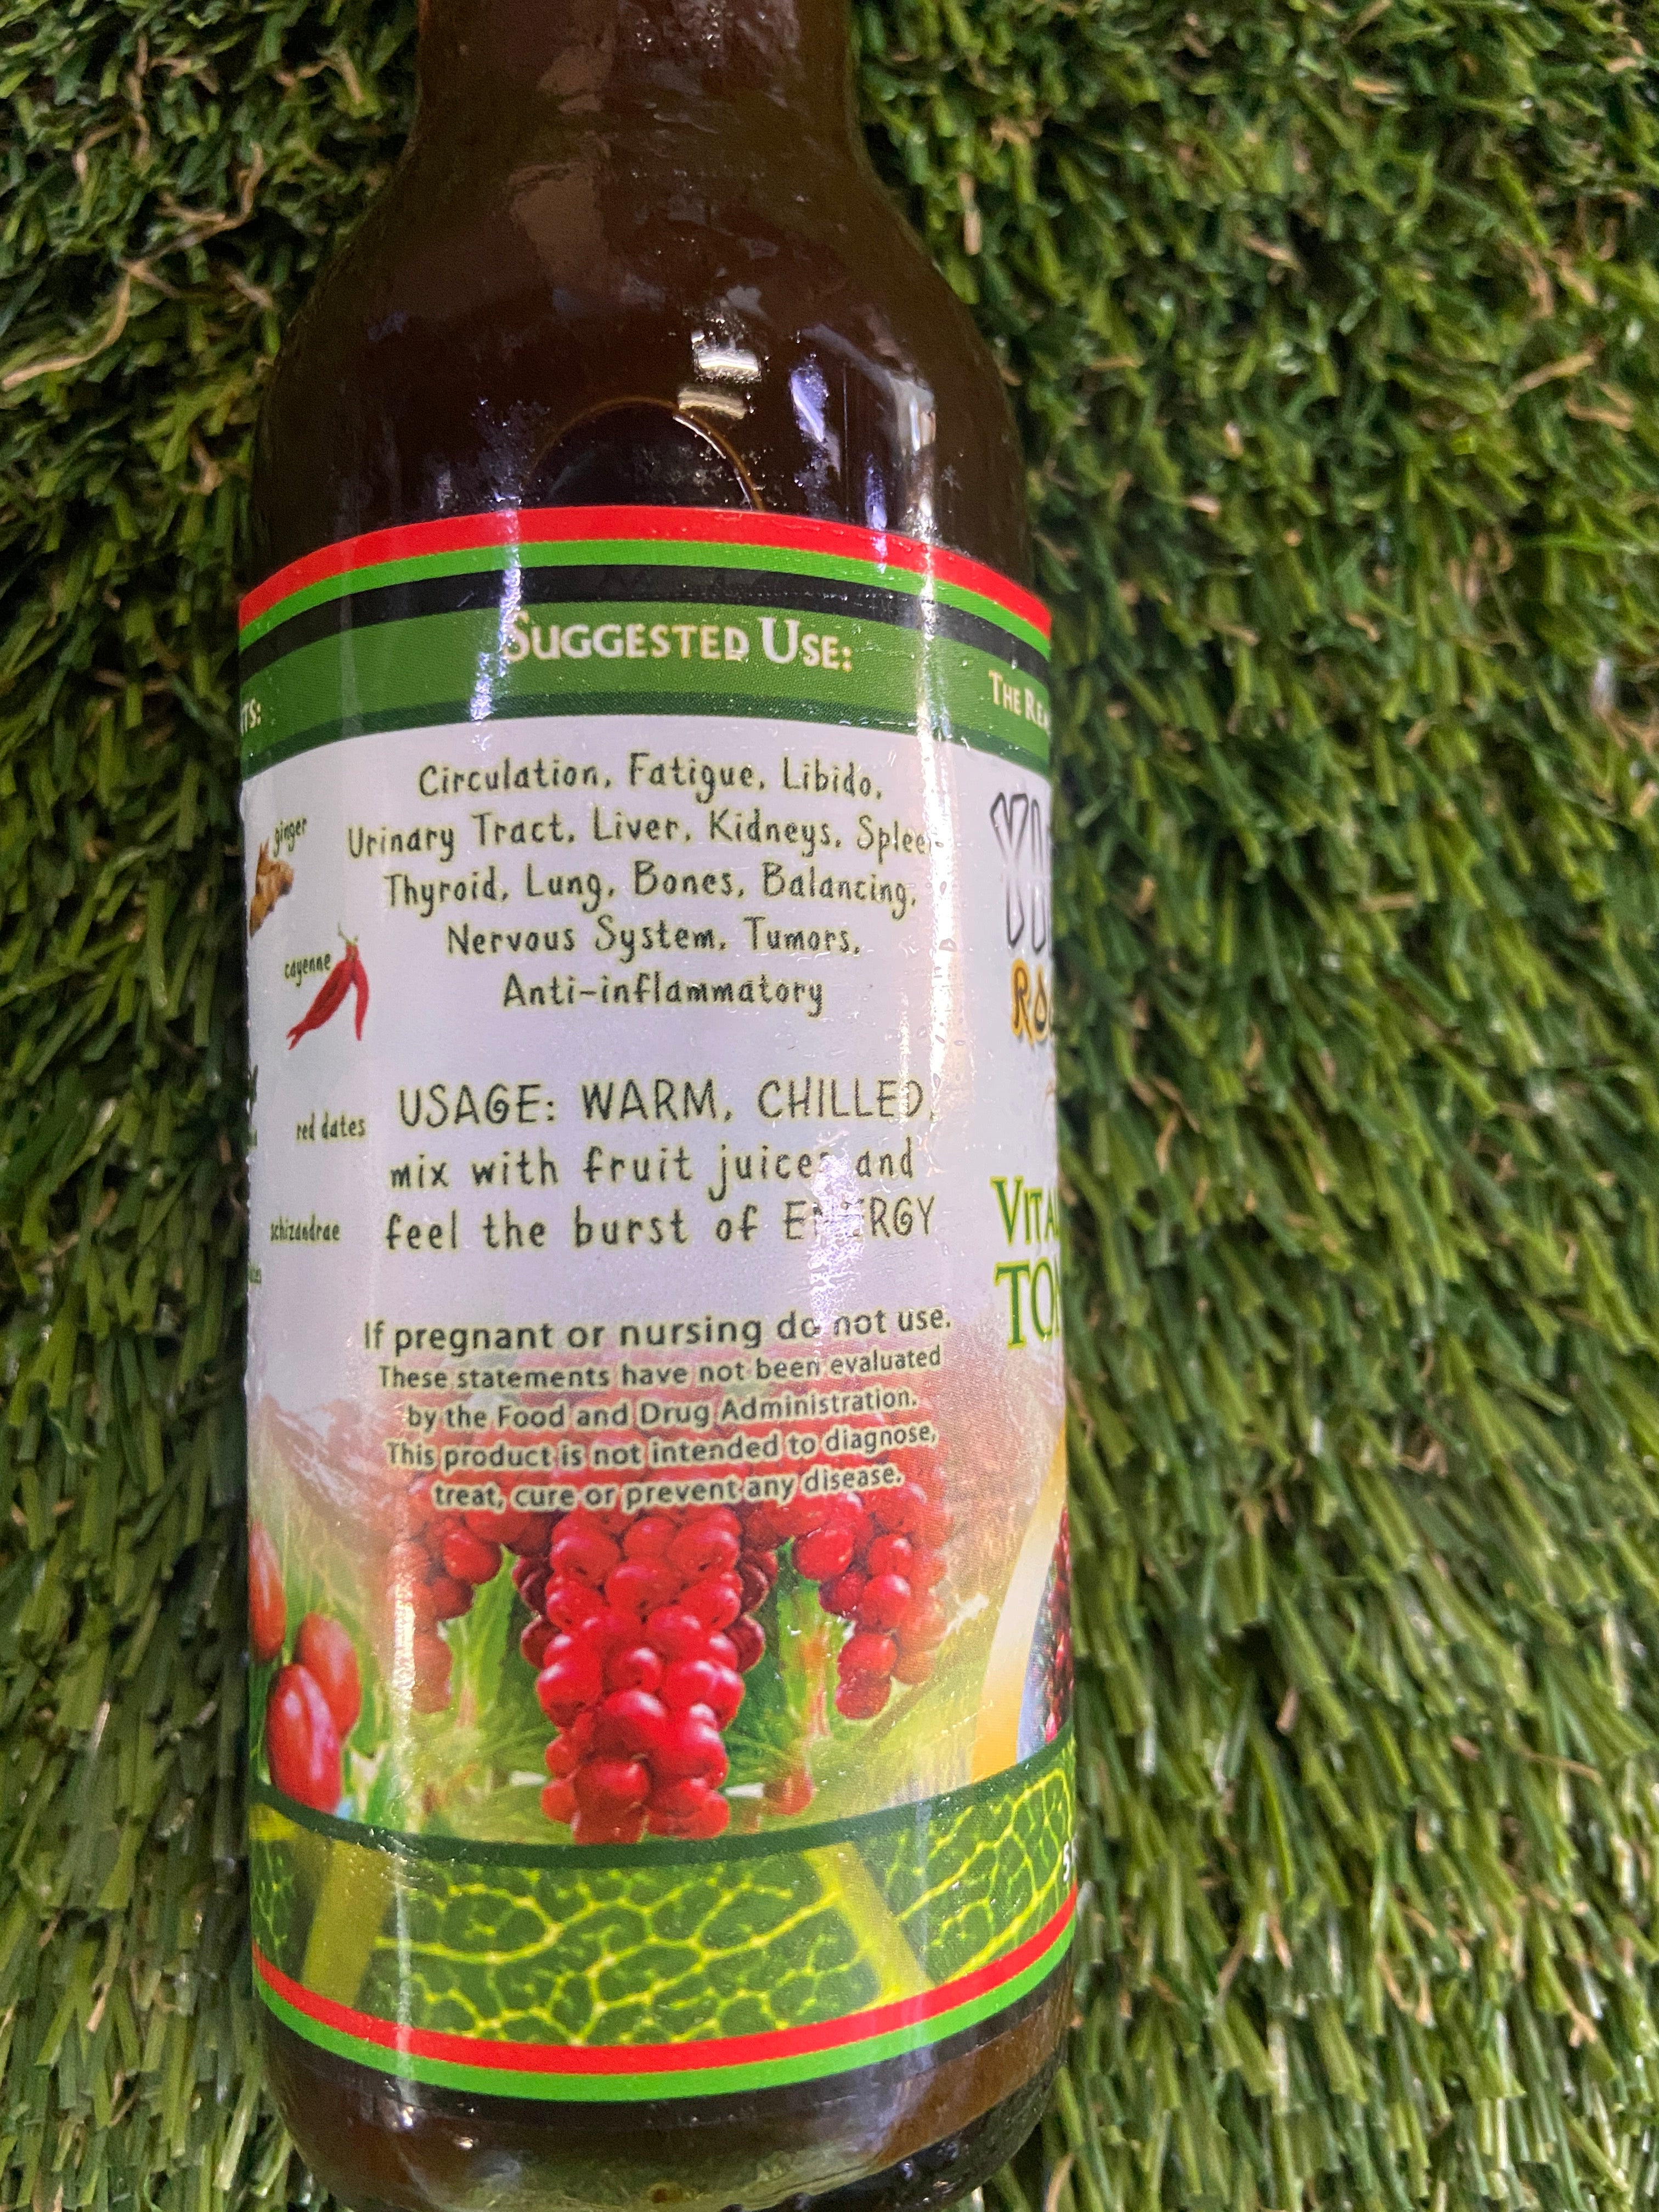 SUGGESTED USE:
Circulation, Fatigue, Libido,
Urinary Tract, Liver, Kidneys,
Thyroid, Lung, Bones, Balancing,
Nervous System, Tumors,
Anti-inflammatory
USAGE: WARM, CHILLED,
mix with fruit juices and
feel the burst of ENERGY
If pregnant or nursing do not use.
These statements have not been evaluated
by the Food and Drug Administration.
This product is not intended to diagnose,
treat, cure or prevent any disease.
ginger
cayenne
red dates
schizandrae
THE